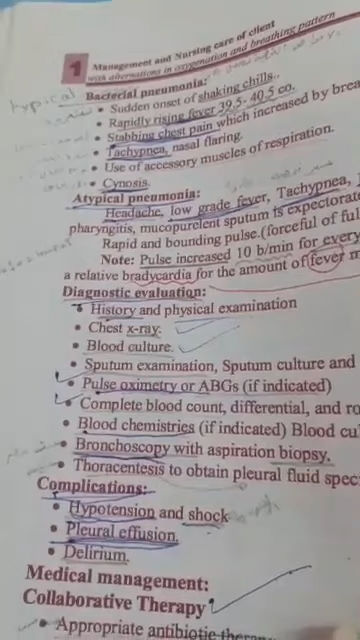 1
Management and Nursing care of client
with alternations in oxygenation and breathing pattern
typical
Bacterial pneumonia:
• Sudden onset of shaking chills..
• Rapidly rising fever 39.5- 40.5 co.
• Stabbing chest pain which increased by brea
• Tachypnea, nasal flaring.
• Use of accessory muscles of respiration.
• Cynosis.
Atypical pneumonia:
Headache, low grade fever, Tachypnea,
pharyngitis, mucopurelent sputum is expectorate
Rapid and bounding pulse.(forceful of ful
Note: Pulse increased 10 b/min for every
a relative bradycardia for the amount of fever m
Diagnostic evaluation:
• History and physical examination
• Chest x-ray.
• Blood culture.
• Sputum examination, Sputum culture and
• Pulse oximetry or ABGs (if indicated)
• Complete blood count, differential, and ro
• Blood chemistries (if indicated) Blood cu
• Bronchoscopy with aspiration biopsy.
• Thoracentesis to obtain pleural fluid spec
Complications:
• Hypotension and shock
• Pleural effusion.
• Delirium.
Medical management:
Collaborative Therapy
• Appropriate antibiotic therap